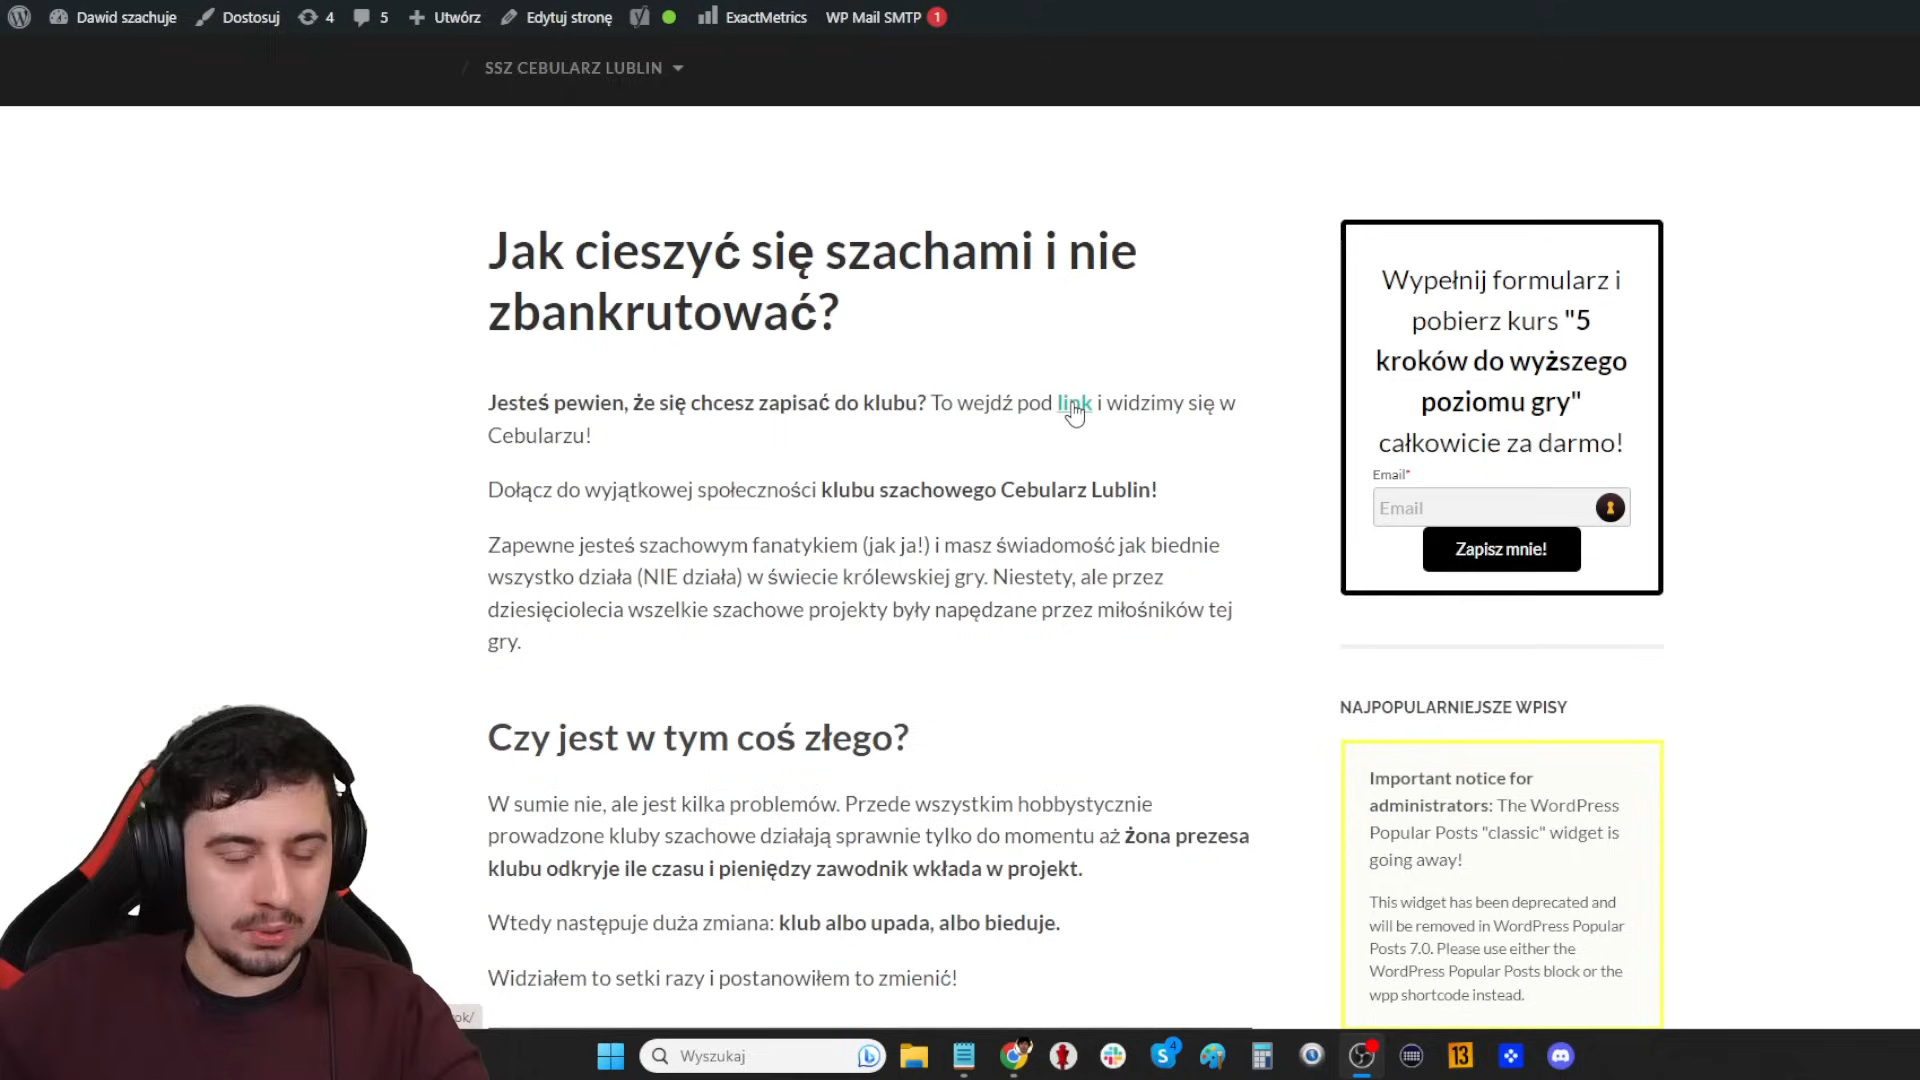 Dawid szachuje
Dostosuj
4
5
Utwórz
Edytuj stronę
ExactMetrics
WP Mail SMTP 1
/ SSZ CEBULARZ LUBLIN
Jak cieszyć się szachami i nie
zbankrutować?
Jesteś pewien, że się chcesz zapisać do klubu? To wejdź pod link i widzimy się w
Cebularzu!
Dołącz do wyjątkowej społeczności klubu szachowego Cebularz Lublin!
Zapewne jesteś szachowym fanatykiem (jak ja!) i masz świadomość jak biednie
wszystko działa (NIE działa) w świecie królewskiej gry. Niestety, ale przez
dziesięciolecia wszelkie szachowe projekty były napędzane przez miłośników tej
gry.
Czy jest w tym coś złego?
W sumie nie, ale jest kilka problemów. Przede wszystkim hobbystycznie
prowadzone kluby szachowe działają sprawnie tylko do momentu aż żona prezesa
klubu odkryje ile czasu i pieniędzy zawodnik wkłada w projekt.
Wtedy następuje duża zmiana: klub albo upada, albo bieduje.
Widziałem to setki razy i postanowiłem to zmienić!
Wypełnij formularz i
pobierz kurs "5
kroków do wyższego
poziomu gry"
całkowicie za darmo!
Email*
Email
Zapisz mnie!
NAJPOPULARNIEJSZE WPISY
Important notice for
administrators: The WordPress
Popular Posts "classic" widget is
going away!
This widget has been deprecated and
will be removed in WordPress Popular
Posts 7.0. Please use either the
WordPress Popular Posts block or the
wpp shortcode instead.
ok/
Wyszukaj
4
13